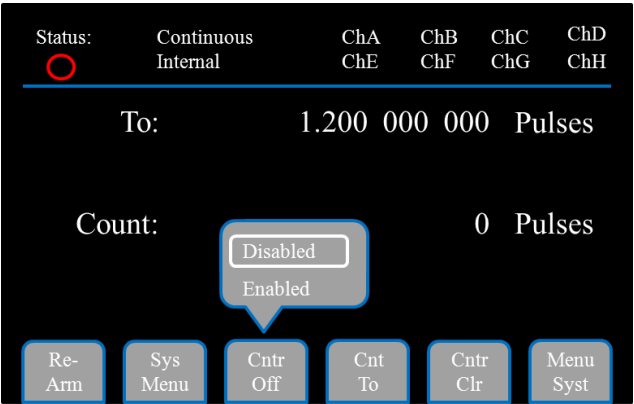 Status: Continuous ChA ChB ChC ChD
Internal ChE ChF ChG ChH
To: 1.200 000 000 Pulses
Count: 0 Pulses
Disabled
Enabled
Re-Arm Sys Menu Cntr Off Cnt To Cntr Clr Menu Syst